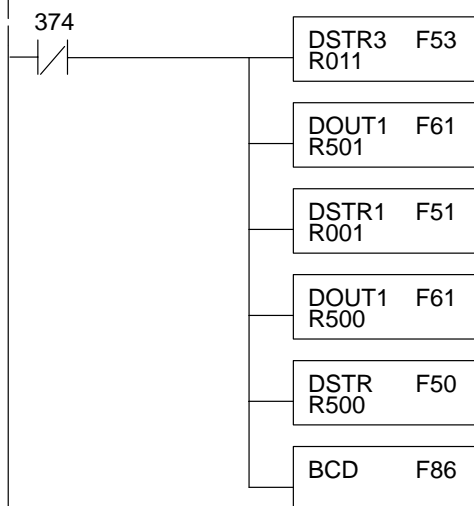 374
DSTR3 F53
R011
DOUT1 F61
R501
DSTR1 F51
R001
DOUT1 F61
R500
DSTR F50
R500
BCD F86